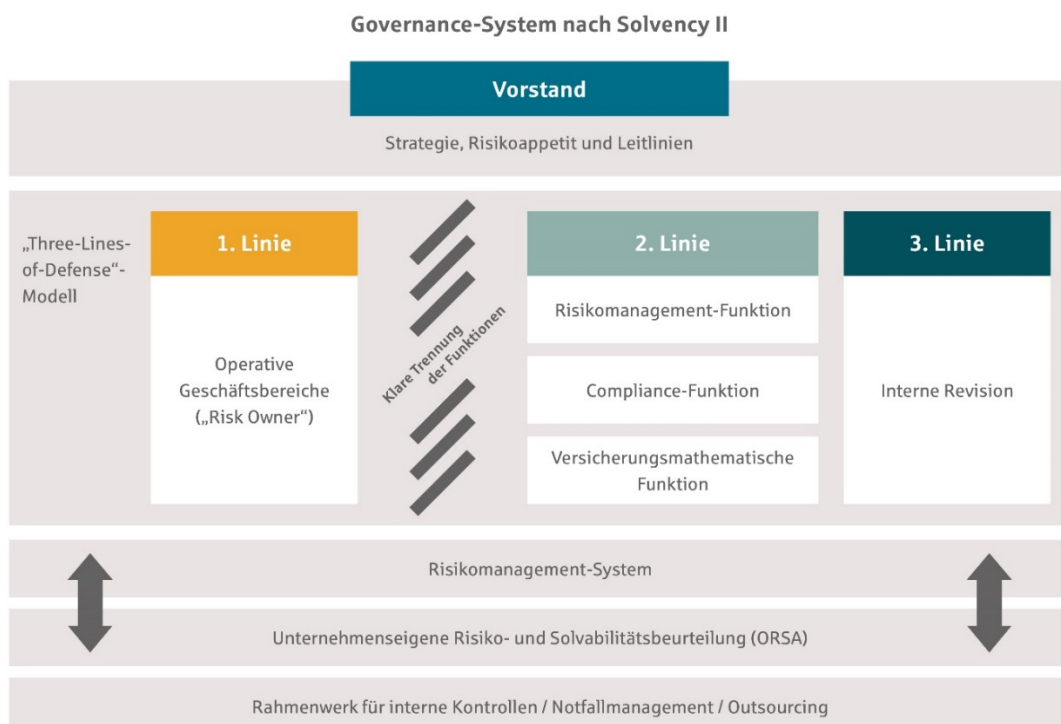 Governance-System nach Solvency II
Vorstand
Strategie, Risikoappetit und Leitlinien
„Three-Lines-
of-Defense“-
Modell
1. Linie
Operative
Geschäftsbereiche
(„Risk Owner“)
Klare Trennung
der Funktionen
2. Linie
Risikomanagement-Funktion
Compliance-Funktion
Versicherungsmathematische
Funktion
3. Linie
Interne Revision
Risikomanagement-System
Unternehmenseigene Risiko- und Solvabilitätsbeurteilung (ORSA)
Rahmenwerk für interne Kontrollen / Notfallmanagement / Outsourcing